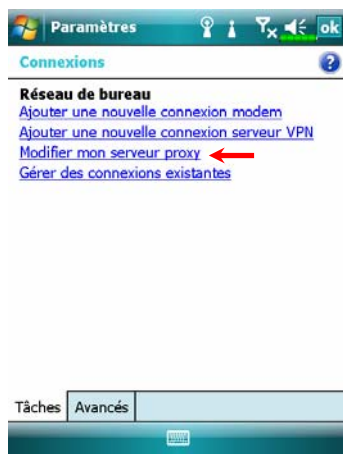 Paramètres
ok
Connexions
?
Réseau de bureau
Ajouter une nouvelle connexion modem
Ajouter une nouvelle connexion serveur VPN
Modifier mon serveur proxy
Gérer des connexions existantes
Tâches Avancés